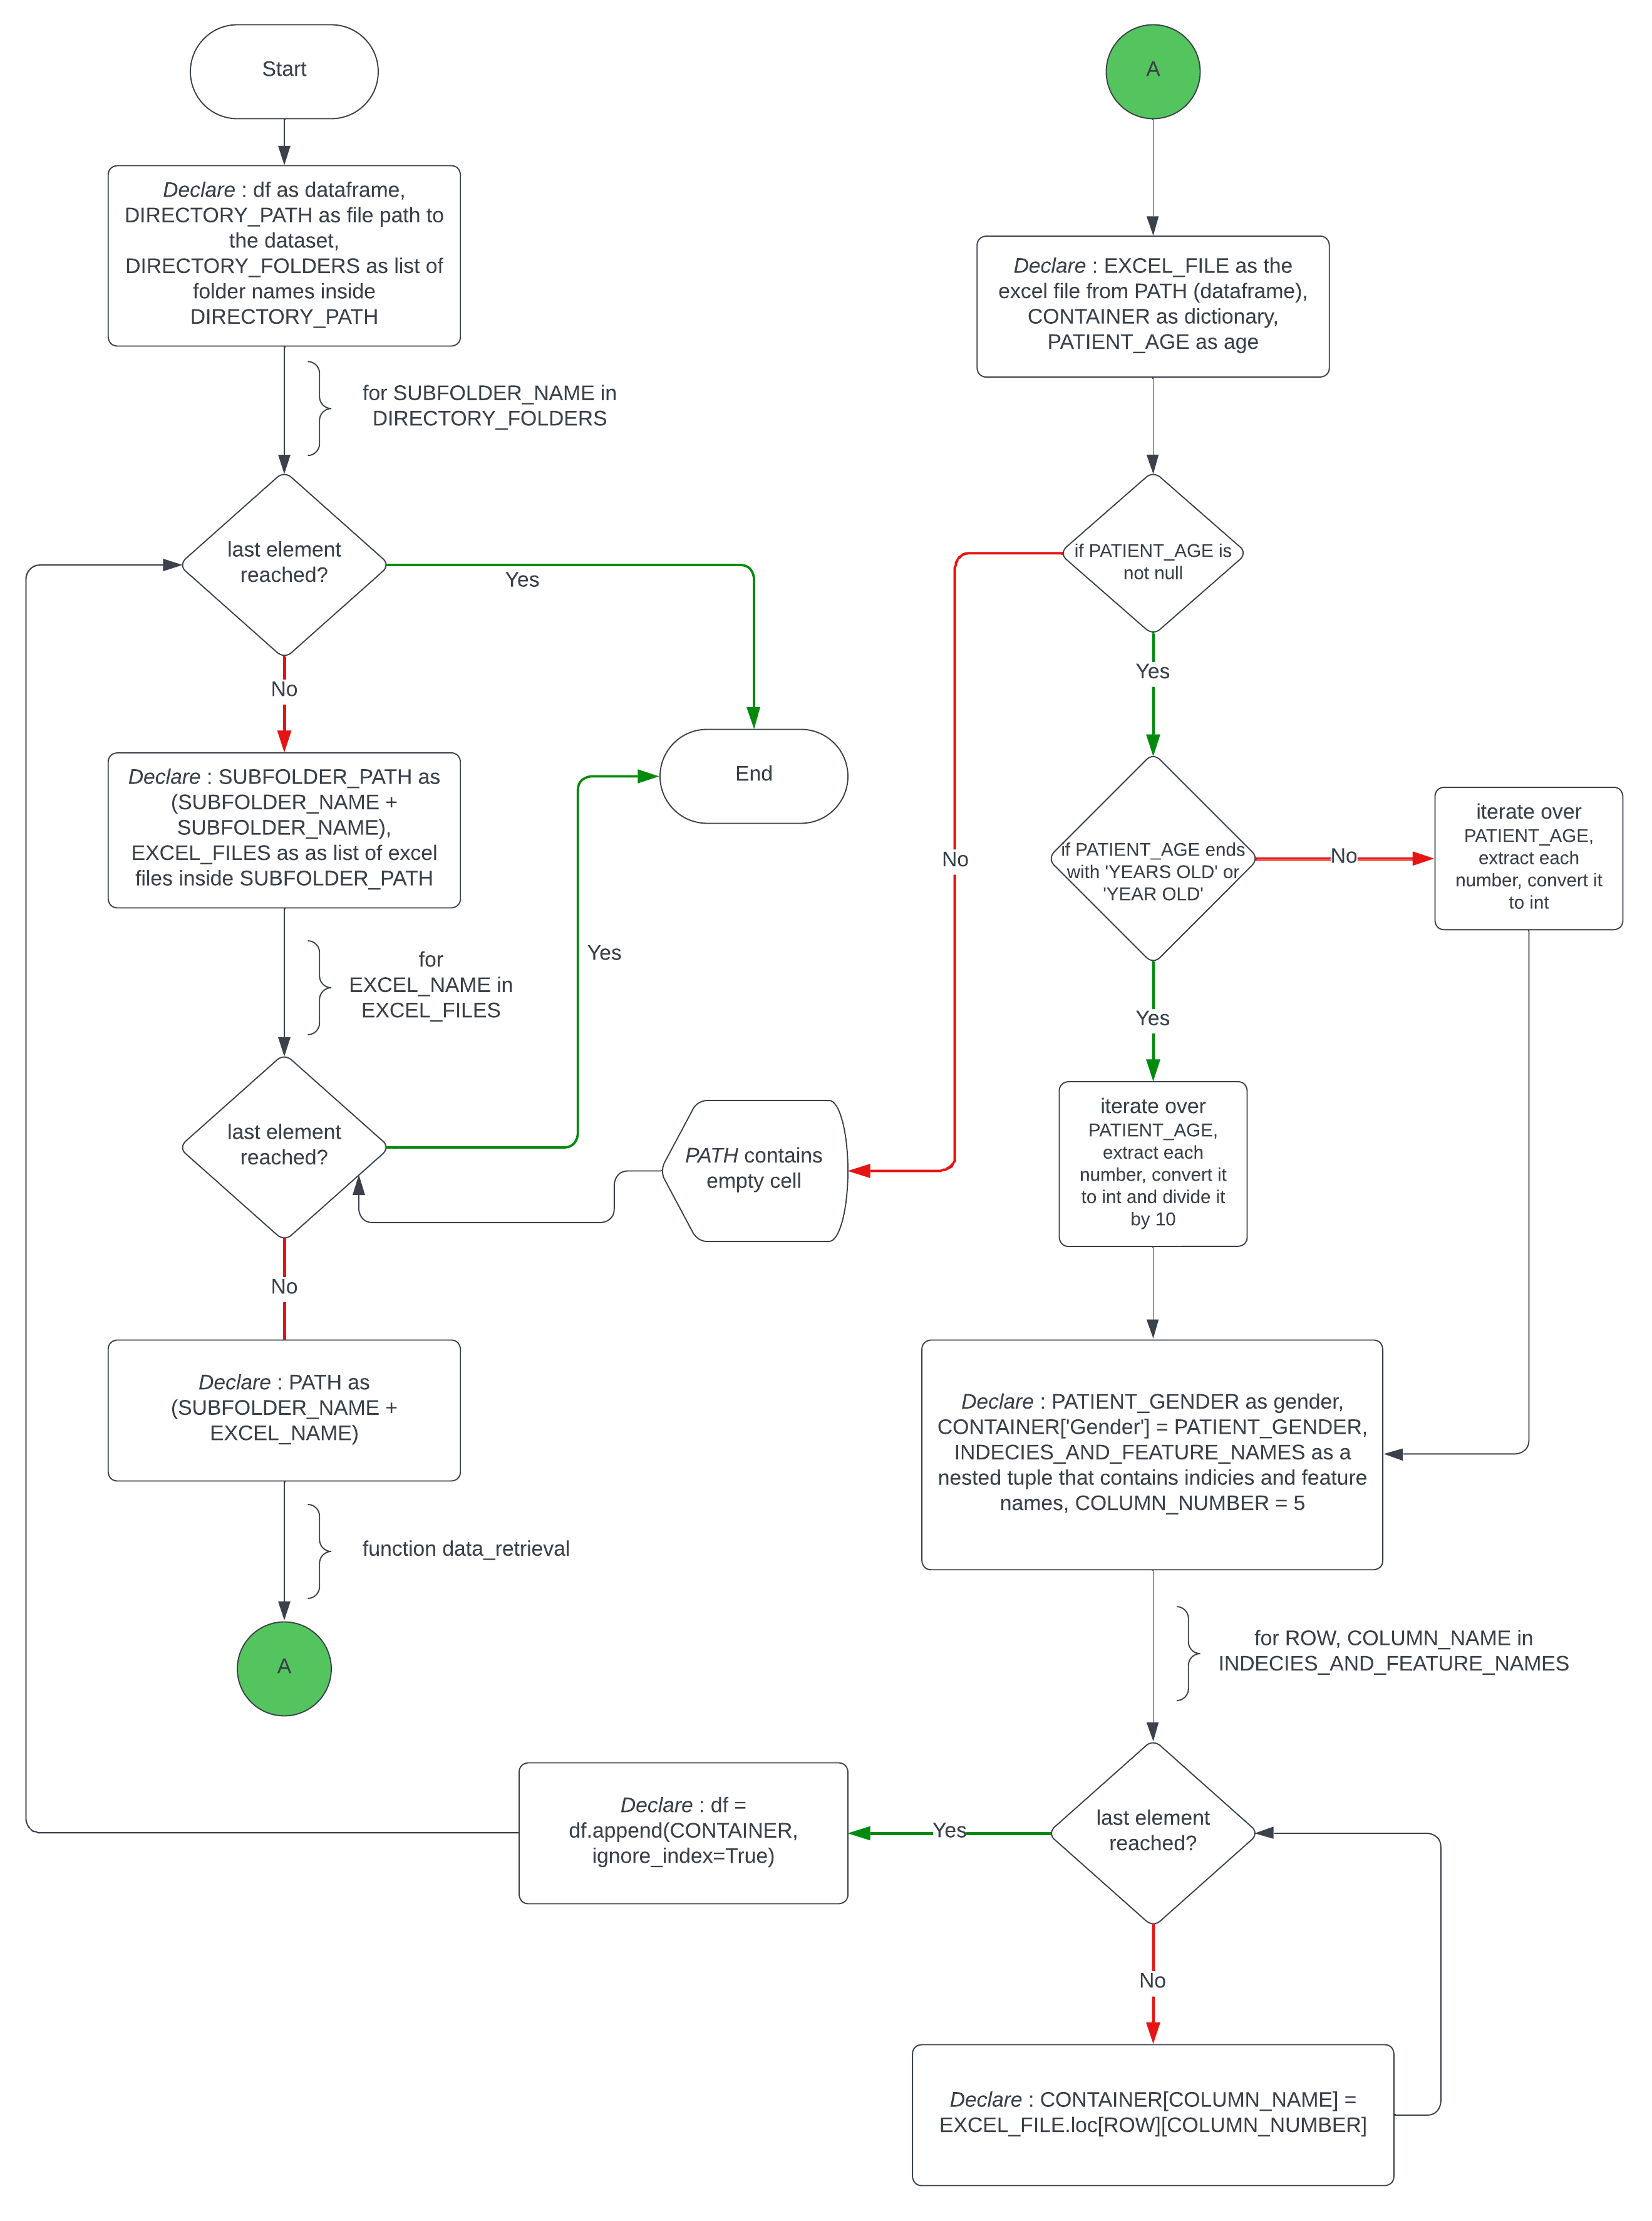 Start
Declare : df as dataframe,
DIRECTORY_PATH as file path to
the dataset,
DIRECTORY_FOLDERS as list of
folder names inside
DIRECTORY_PATH
for SUBFOLDER_NAME in
DIRECTORY_FOLDERS
last element
reached?
Yes
No
End
Declare : SUBFOLDER_PATH as
(SUBFOLDER_NAME +
SUBFOLDER_NAME),
EXCEL_FILES as as list of excel
files inside SUBFOLDER_PATH
for
EXCEL_NAME in
EXCEL_FILES
Yes
last element
reached?
PATH contains
empty cell
No
Declare : PATH as
(SUBFOLDER_NAME +
EXCEL_NAME)
function data_retrieval
A
A
Declare : EXCEL_FILE as the
excel file from PATH (dataframe),
CONTAINER as dictionary,
PATIENT_AGE as age
if PATIENT_AGE is
not null
Yes
No
if PATIENT_AGE ends
with 'YEARS OLD' or
'YEAR OLD'
No
iterate over
PATIENT_AGE,
extract each
number, convert it
to int
Yes
iterate over
PATIENT_AGE,
extract each
number, convert it
to int and divide it
by 10
Declare : PATIENT_GENDER as gender,
CONTAINER['Gender'] = PATIENT_GENDER,
INDECIES_AND_FEATURE_NAMES as a
nested tuple that contains indicies and feature
names, COLUMN_NUMBER = 5
for ROW, COLUMN_NAME in
INDECIES_AND_FEATURE_NAMES
last element
reached?
Yes
Declare : df =
df.append(CONTAINER,
ignore_index=True)
No
Declare : CONTAINER[COLUMN_NAME] =
EXCEL_FILE.loc[ROW][COLUMN_NUMBER]